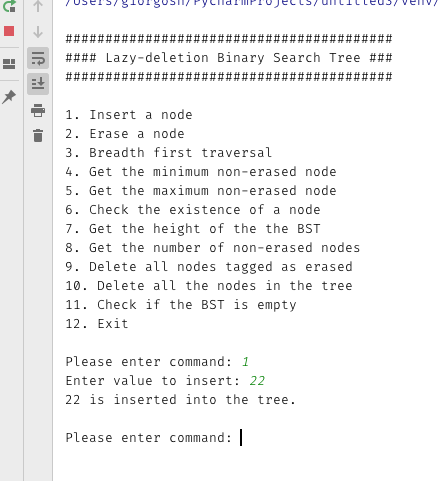 /Users/giorgosn/PycharmProjects/untitled3/venv/
#########################################
#### Lazy-deletion Binary Search Tree ###
#########################################
1. Insert a node
2. Erase a node
3. Breadth first traversal
4. Get the minimum non-erased node
5. Get the maximum non-erased node
6. Check the existence of a node
7. Get the height of the the BST
8. Get the number of non-erased nodes
9. Delete all nodes tagged as erased
10. Delete all the nodes in the tree
11. Check if the BST is empty
12. Exit
Please enter command: 1
Enter value to insert: 22
22 is inserted into the tree.
Please enter command: